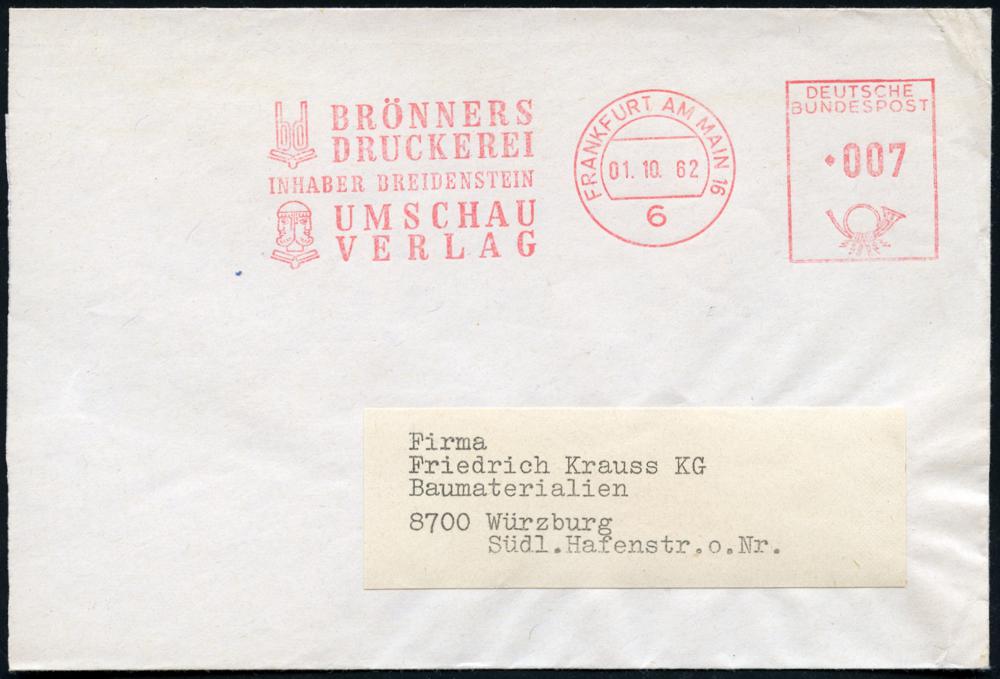 bd
BRÖNNERS
DRUCKEREI
INHABER BREIDENSTEIN
UMSCHAU
VERLAG
FRANKFURT AM MAIN 16
01. 10. 62
6
DEUTSCHE
BUNDESPOST
007
Firma
Friedrich Krauss KG
Baumaterialien
8700 Würzburg
Südl.Hafenstr.o.Nr.